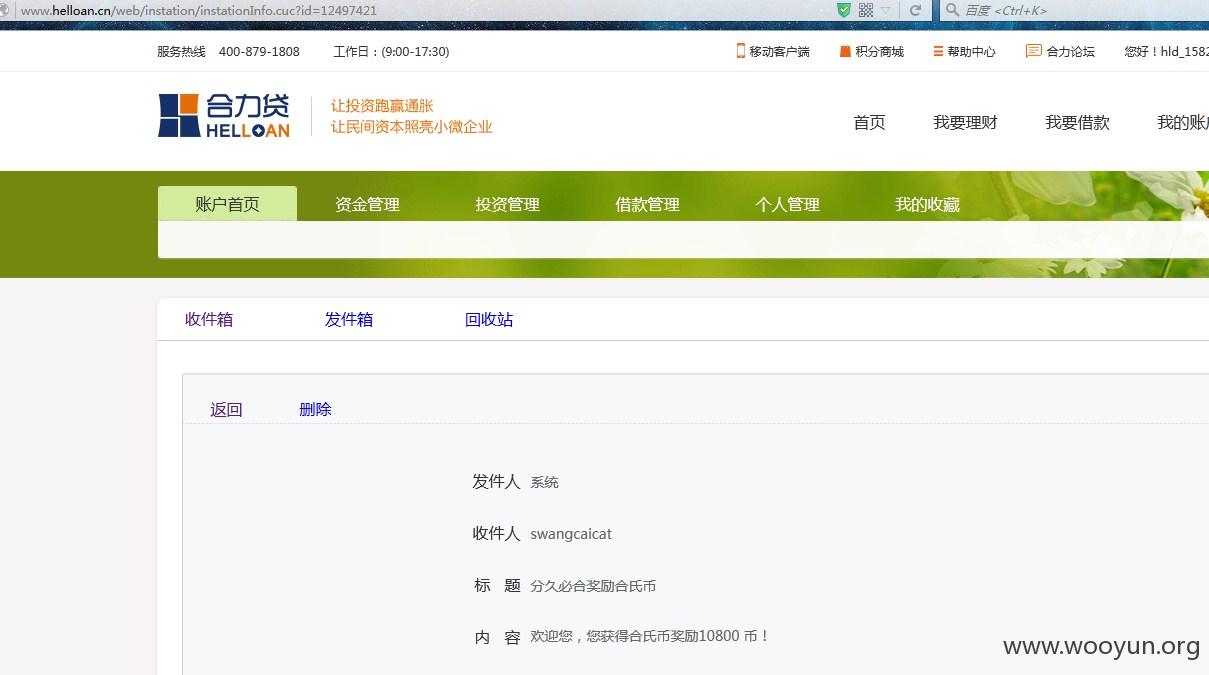 www.helloan.cn/web/instation/instationInfo.cuc?id=12497421 百度 <Ctrl+K>
服务热线 400-879-1808 工作日：(9:00-17:30) 移动客户端 积分商城 帮助中心 合力论坛 您好！hld_1582
合力贷 让投资跑赢通胀
HELLOAN 让民间资本照亮小微企业
首页 我要理财 我要借款 我的账户
账户首页 资金管理 投资管理 借款管理 个人管理 我的收藏
收件箱 发件箱 回收站
返回 删除
发件人 系统
收件人 swangcaicat
标 题 分久必合奖励合氏币
内 容 欢迎您，您获得合氏币奖励10800 币！
www.wooyun.org